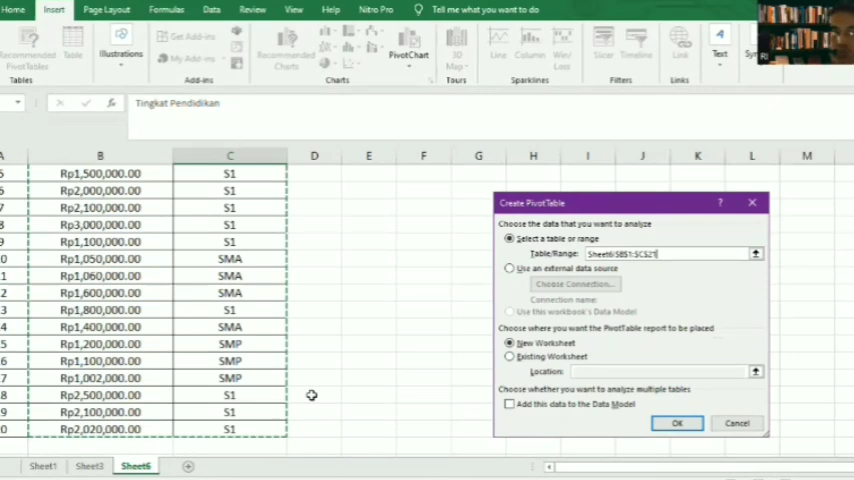 Home Insert Page Layout Formulas Data Review View Help Nitro Pro Tell me what you want to do
Recommended PivotTables Table Illustrations Get Add-ins My Add-ins Recommended Charts PivotChart 3D Map Line Column Win/Loss Slicer Timeline Link Text
Tables Add-ins Charts Tours Sparklines Filters Links
fx Tingkat Pendidikan
A B C D E F G H I J K L M
5 Rp1,500,000.00 S1
6 Rp2,000,000.00 S1
7 Rp2,100,000.00 S1
8 Rp3,000,000.00 S1
9 Rp1,100,000.00 S1
0 Rp1,050,000.00 SMA
1 Rp1,060,000.00 SMA
2 Rp1,600,000.00 SMA
3 Rp1,800,000.00 S1
4 Rp1,400,000.00 SMA
5 Rp1,200,000.00 SMP
6 Rp1,100,000.00 SMP
7 Rp1,002,000.00 SMP
8 Rp2,500,000.00 S1
9 Rp2,100,000.00 S1
0 Rp2,020,000.00 S1
Create PivotTable ? ×
Choose the data that you want to analyze
Select a table or range
Table/Range: Sheet6!$B$1:$C$21
Use an external data source
Choose Connection...
Connection name:
Use this workbook's Data Model
Choose where you want the PivotTable report to be placed
New Worksheet
Existing Worksheet
Location:
Choose whether you want to analyze multiple tables
Add this data to the Data Model
OK Cancel
Sheet1 Sheet3 Sheet6